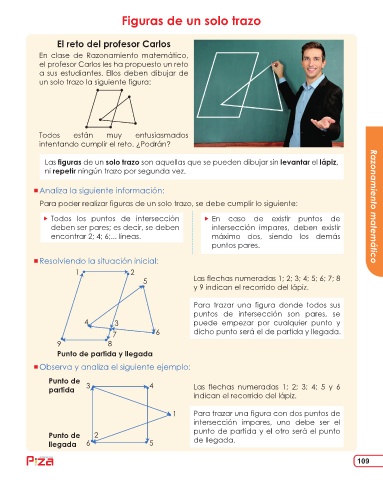 Figuras de un solo trazo
El reto del profesor Carlos
En clase de Razonamiento matemático,
el profesor Carlos les ha propuesto un reto
a sus estudiantes. Ellos deben dibujar de
un solo trazo la siguiente figura:
Todos están muy entusiasmados
intentando cumplir el reto. ¿Podrán?
Las figuras de un solo trazo son aquellas que se pueden dibujar sin levantar el lápiz,
ni repetir ningún trazo por segunda vez.
Analiza la siguiente información:
Para poder realizar figuras de un solo trazo, se debe cumplir lo siguiente:
Todos los puntos de intersección
deben ser pares; es decir, se deben
encontrar 2; 4; 6;... líneas.
En caso de existir puntos de
intersección impares, deben existir
máximo dos, siendo los demás
puntos pares.
Razonamiento matemático
Resolviendo la situación inicial:
1 2
5
4 3
7 6
9 8
Punto de partida y llegada
Las flechas numeradas 1; 2; 3; 4; 5; 6; 7; 8
y 9 indican el recorrido del lápiz.
Para trazar una figura donde todos sus
puntos de intersección son pares, se
puede empezar por cualquier punto y
dicho punto será el de partida y llegada.
Observa y analiza el siguiente ejemplo:
Punto de
partida
3 4
1
2
6 5
Punto de
llegada
Las flechas numeradas 1; 2; 3; 4; 5 y 6
indican el recorrido del lápiz.
Para trazar una figura con dos puntos de
intersección impares, uno debe ser el
punto de partida y el otro será el punto
de llegada.
P:za
109